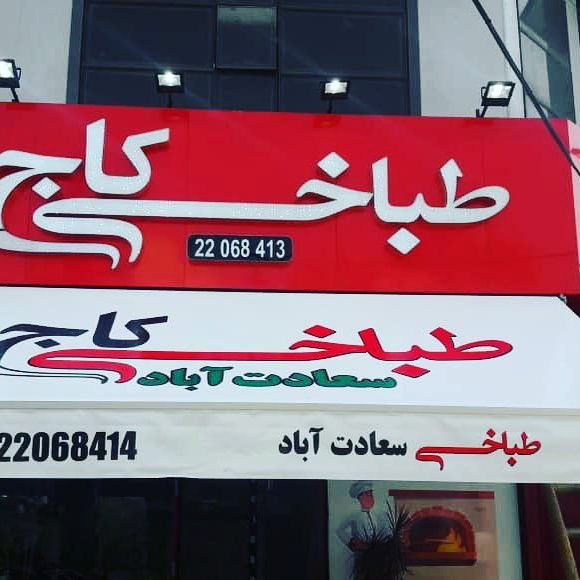 طباخی کاج
22 068 413
طباخی کاج
سعادت آباد
طباخی سعادت آباد
22068414